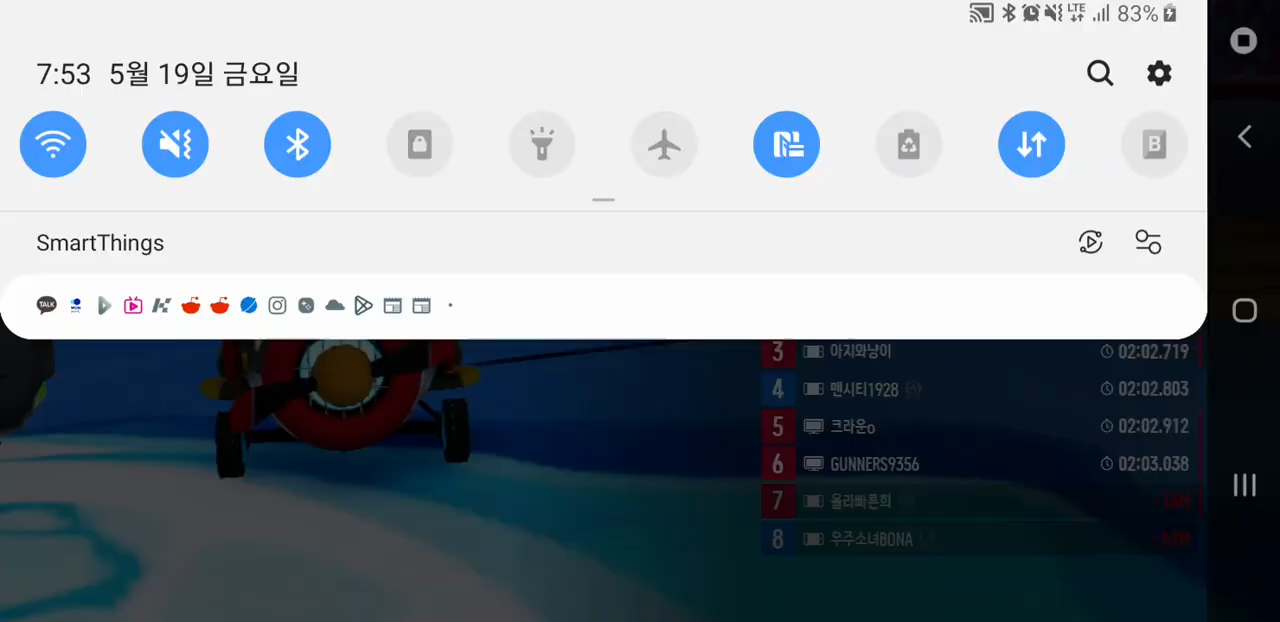 LTE 83%
7:53 5월 19일 금요일
B
SmartThings
TALK
3 아지와냥이 02:02.719
4 맨시티1928 02:02.803
5 크라운o 02:02.912
6 GUNNERS9356 02:03.038
7 올라빠른희
8 우주소녀BONA